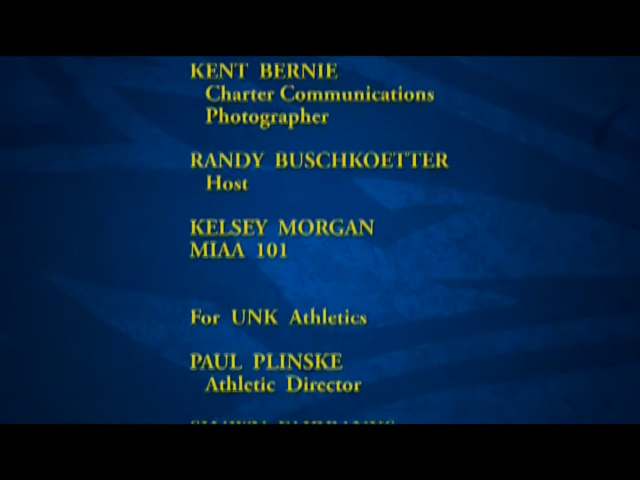 KENT BERNIE
Charter Communications
Photographer
RANDY BUSCHKOETTER
Host
KELSEY MORGAN
MIAA 101
For UNK Athletics
PAUL PLINSKE
Athletic Director